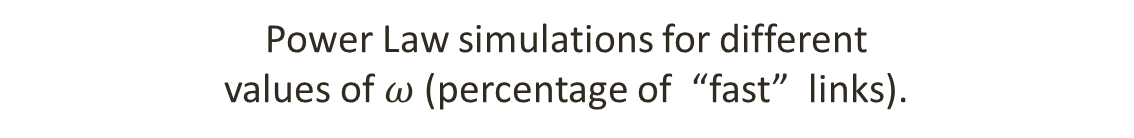 Power Law simulations for different
values of ω (percentage of “fast” links).